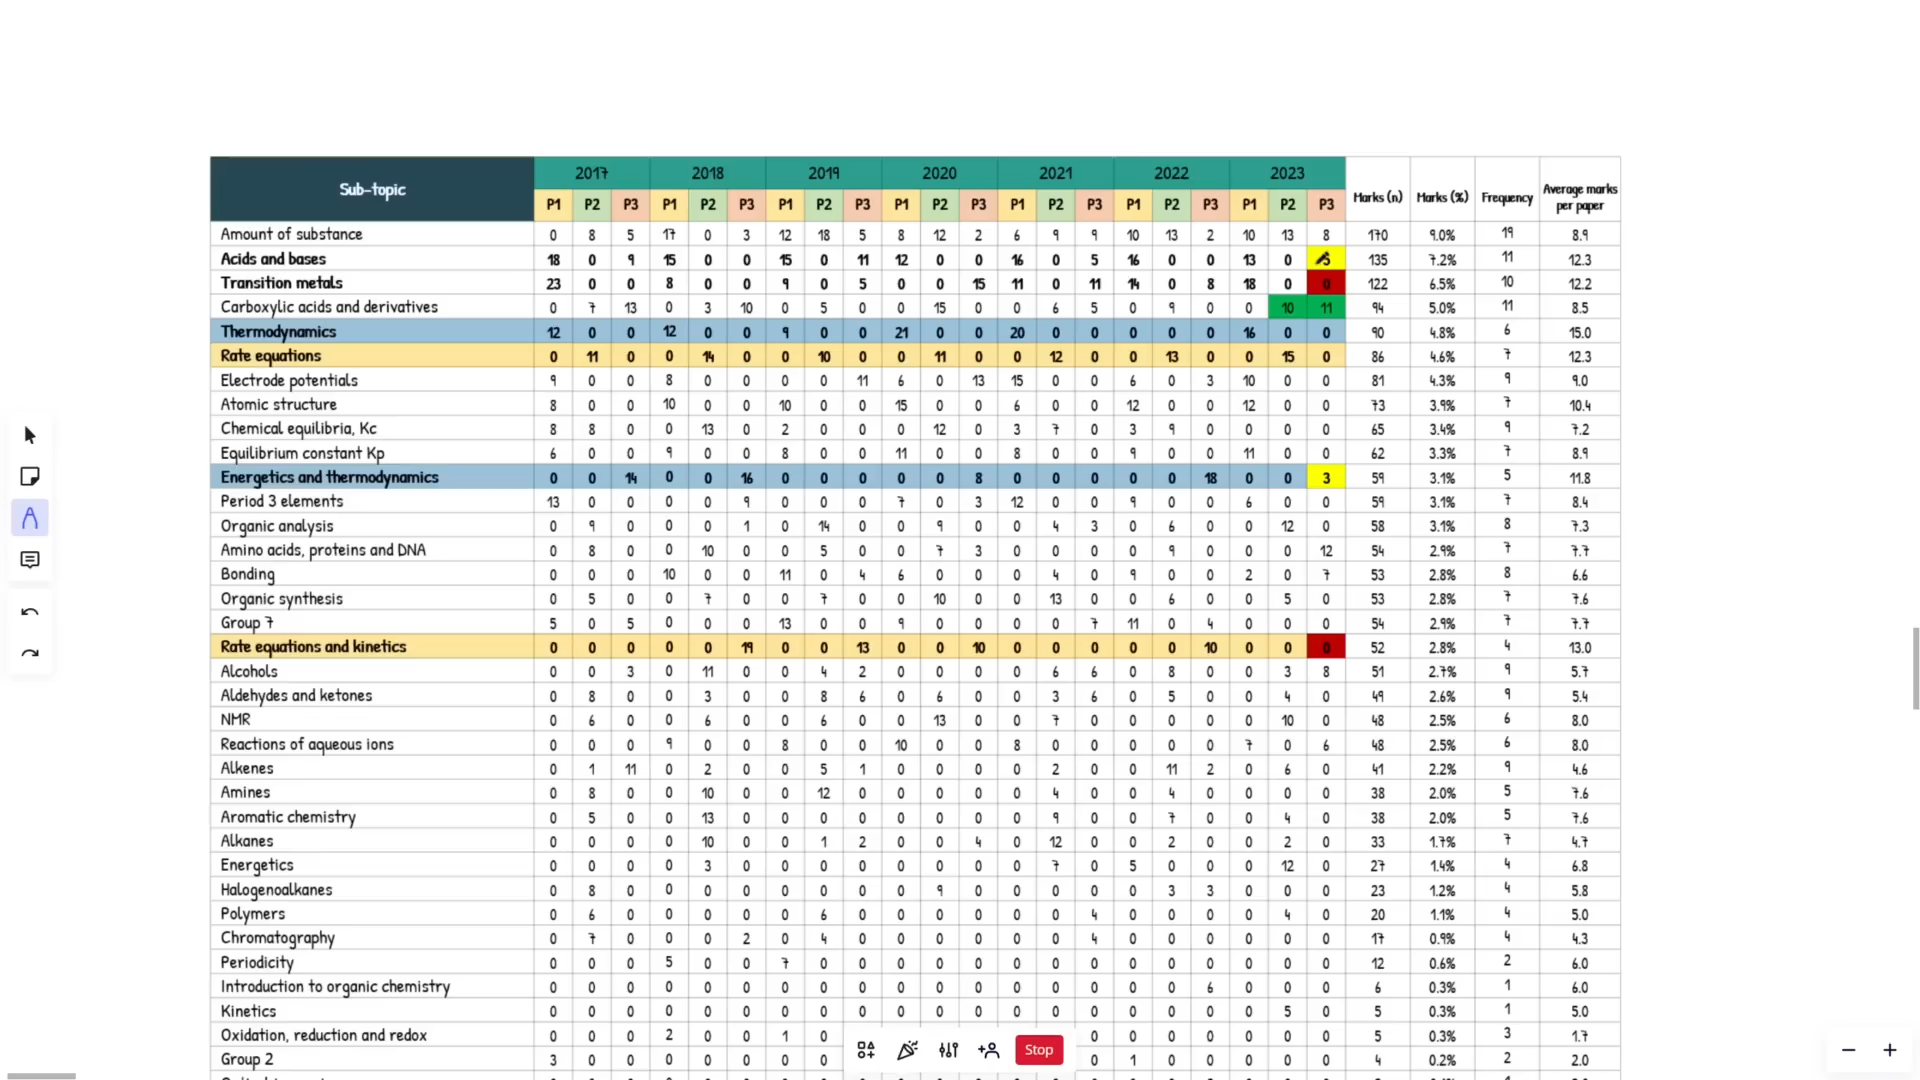 Sub-topic 2017 2018 2019 2020 2021 2022 2023 Marks (n) Marks (%) Frequency Average marks per paper
P1 P2 P3 P1 P2 P3 P1 P2 P3 P1 P2 P3 P1 P2 P3 P1 P2 P3 P1 P2 P3
Amount of substance 0 8 5 17 0 3 12 18 5 8 12 2 6 9 9 10 13 2 10 13 8 170 9.0% 19 8.9
Acids and bases 18 0 9 15 0 0 15 0 11 12 0 0 16 0 5 16 0 0 13 0 5 135 7.2% 11 12.3
Transition metals 23 0 0 8 0 0 9 0 5 0 0 15 11 0 11 14 0 8 18 0 0 122 6.5% 10 12.2
Carboxylic acids and derivatives 0 7 13 0 3 10 0 5 0 0 15 0 0 6 5 0 9 0 0 10 11 94 5.0% 11 8.5
Thermodynamics 12 0 0 12 0 0 9 0 0 21 0 0 20 0 0 0 0 0 16 0 0 90 4.8% 6 15.0
Rate equations 0 11 0 0 14 0 0 10 0 0 11 0 0 12 0 0 13 0 0 15 0 86 4.6% 7 12.3
Electrode potentials 9 0 0 8 0 0 0 0 11 6 0 13 15 0 0 6 0 3 10 0 0 81 4.3% 9 9.0
Atomic structure 8 0 0 10 0 0 10 0 0 15 0 0 6 0 0 12 0 0 12 0 0 73 3.9% 7 10.4
Chemical equilibria, Kc 8 8 0 0 13 0 2 0 0 0 12 0 3 7 0 3 9 0 0 0 0 65 3.4% 9 7.2
Equilibrium constant Kp 6 0 0 9 0 0 8 0 0 11 0 0 8 0 0 9 0 0 11 0 0 62 3.3% 7 8.9
Energetics and thermodynamics 0 0 14 0 0 16 0 0 0 0 0 8 0 0 0 0 0 18 0 0 3 59 3.1% 5 11.8
Period 3 elements 13 0 0 0 0 9 0 0 0 7 0 3 12 0 0 9 0 0 6 0 0 59 3.1% 7 8.4
Organic analysis 0 9 0 0 0 1 0 14 0 0 9 0 0 4 3 0 6 0 0 12 0 58 3.1% 8 7.3
Amino acids, proteins and DNA 0 8 0 0 10 0 0 5 0 0 7 3 0 0 0 0 9 0 0 0 12 54 2.9% 7 7.7
Bonding 0 0 0 10 0 0 11 0 4 6 0 0 0 4 0 9 0 0 2 0 7 53 2.8% 8 6.6
Organic synthesis 0 5 0 0 7 0 0 7 0 0 10 0 0 13 0 0 6 0 0 5 0 53 2.8% 7 7.6
Group 7 5 0 5 0 0 0 13 0 0 9 0 0 0 0 7 11 0 4 0 0 0 54 2.9% 7 7.7
Rate equations and kinetics 0 0 0 0 0 19 0 0 13 0 0 10 0 0 0 0 0 10 0 0 0 52 2.8% 4 13.0
Alcohols 0 0 3 0 11 0 0 4 2 0 0 0 0 6 6 0 8 0 0 3 8 51 2.7% 9 5.7
Aldehydes and ketones 0 8 0 0 3 0 0 8 6 0 6 0 0 3 6 0 5 0 0 4 0 49 2.6% 9 5.4
NMR 0 6 0 0 6 0 0 6 0 0 13 0 0 7 0 0 0 0 0 10 0 48 2.5% 6 8.0
Reactions of aqueous ions 0 0 0 9 0 0 8 0 0 10 0 0 8 0 0 0 0 0 7 0 6 48 2.5% 6 8.0
Alkenes 0 1 11 0 2 0 0 5 1 0 0 0 0 2 0 0 11 2 0 6 0 41 2.2% 9 4.6
Amines 0 8 0 0 10 0 0 12 0 0 0 0 0 4 0 0 4 0 0 0 0 38 2.0% 5 7.6
Aromatic chemistry 0 5 0 0 13 0 0 0 0 0 0 0 0 9 0 0 7 0 0 4 0 38 2.0% 5 7.6
Alkanes 0 0 0 0 10 0 0 1 2 0 0 4 0 12 0 0 2 0 0 2 0 33 1.7% 7 4.7
Energetics 0 0 0 0 3 0 0 0 0 0 0 0 0 7 0 5 0 0 0 12 0 27 1.4% 4 6.8
Halogenoalkanes 0 8 0 0 0 0 0 0 0 0 9 0 0 0 0 0 3 3 0 0 0 23 1.2% 4 5.8
Polymers 0 6 0 0 0 0 0 6 0 0 0 0 0 0 4 0 0 0 0 4 0 20 1.1% 4 5.0
Chromatography 0 7 0 0 0 2 0 4 0 0 0 0 0 0 4 0 0 0 0 0 0 17 0.9% 4 4.3
Periodicity 0 0 0 5 0 0 7 0 0 0 0 0 0 0 0 0 0 0 0 0 0 12 0.6% 2 6.0
Introduction to organic chemistry 0 0 0 0 0 0 0 0 0 0 0 0 0 0 0 0 0 6 0 0 0 6 0.3% 1 6.0
Kinetics 0 0 0 0 0 0 0 0 0 0 0 0 0 0 0 0 0 0 0 5 0 5 0.3% 1 5.0
Oxidation, reduction and redox 0 0 0 2 0 0 1 0 0 0 0 0 0 0 0 5 0.3% 3 1.7
Group 2 3 0 0 0 0 0 0 0 0 1 0 0 0 0 0 4 0.2% 2 2.0
Stop